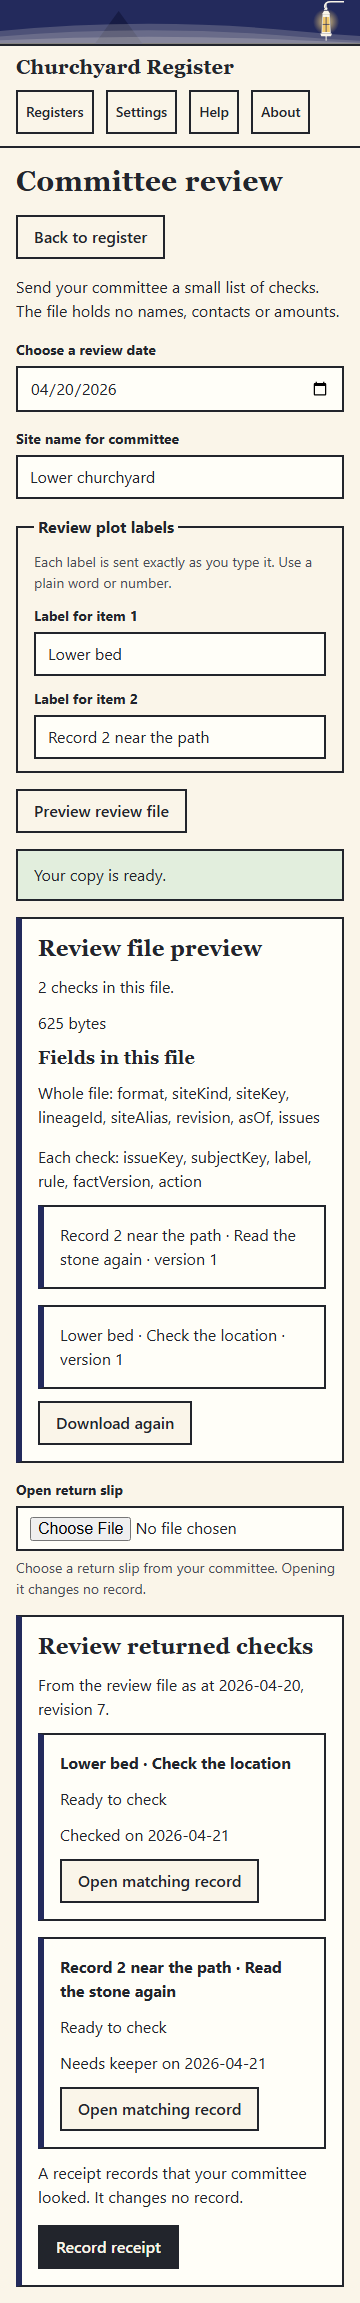 Churchyard Register
Registers
Settings
Help
About
Committee review
Back to register
Send your committee a small list of checks.
The file holds no names, contacts or amounts.
Choose a review date
04/20/2026
Site name for committee
Lower churchyard
Review plot labels
Each label is sent exactly as you type it. Use a
plain word or number.
Label for item 1
Lower bed
Label for item 2
Record 2 near the path
Preview review file
Your copy is ready.
Review file preview
2 checks in this file.
625 bytes
Fields in this file
Whole file: format, siteKind, siteKey,
lineageId, siteAlias, revision, asOf, issues
Each check: issueKey, subjectKey, label,
rule, factVersion, action
Record 2 near the path · Read the
stone again · version 1
Lower bed · Check the location ·
version 1
Download again
Open return slip
Choose File No file chosen
Choose a return slip from your committee. Opening
it changes no record.
Review returned checks
From the review file as at 2026-04-20,
revision 7.
Lower bed · Check the location
Ready to check
Checked on 2026-04-21
Open matching record
Record 2 near the path · Read
the stone again
Ready to check
Needs keeper on 2026-04-21
Open matching record
A receipt records that your committee
looked. It changes no record.
Record receipt